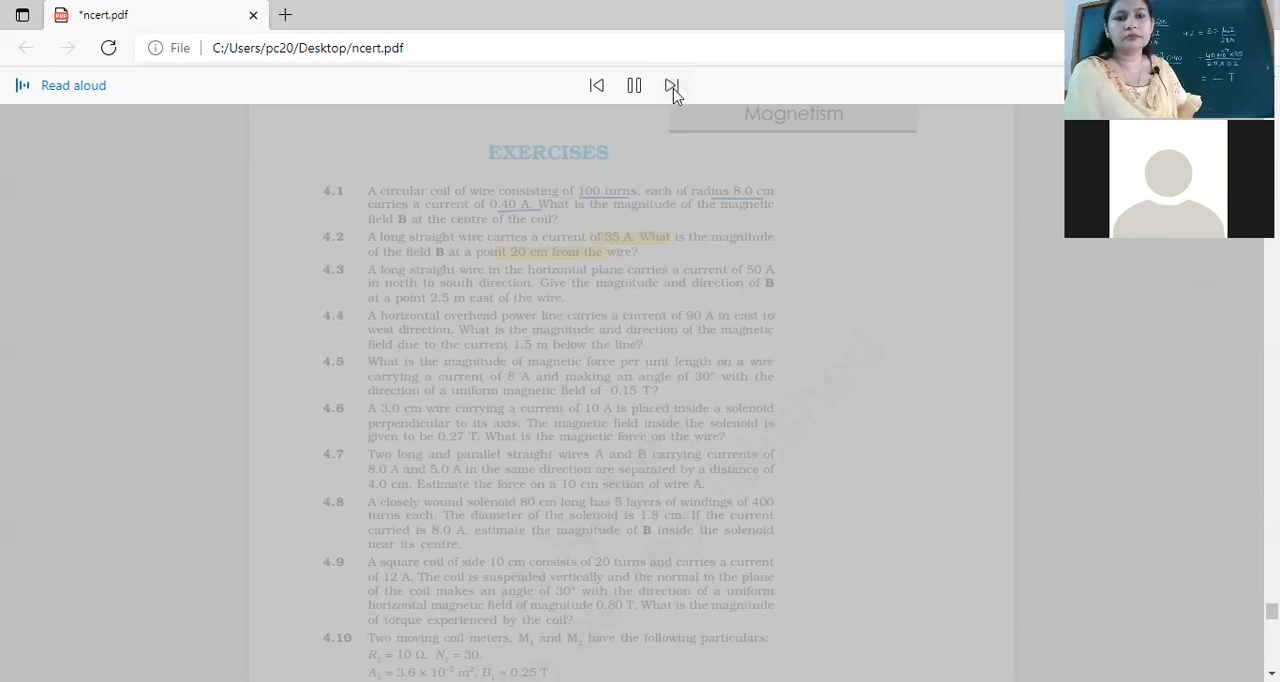 *ncert.pdf
File
C:/Users/pc20/Desktop/ncert.pdf
Read aloud
Magnetism
EXERCISES
4.1 A circular coil of wire consisting of 100 turns, each of radius 8.0 cm
carries a current of 0.40 A. What is the magnitude of the magnetic
field B at the centre of the coil?
4.2 A long straight wire carries a current of 35 A. What is the magnitude
of the field B at a point 20 cm from the wire?
4.3 A long straight wire in the horizontal plane carries a current of 50 A
in north to south direction. Give the magnitude and direction of B
at a point 2.5 m east of the wire.
4.4 A horizontal overhead power line carries a current of 90 A in east to
west direction. What is the magnitude and direction of the magnetic
field due to the current 1.5 m below the line?
4.5 What is the magnitude of magnetic force per unit length on a wire
carrying a current of 8 A and making an angle of 30° with the
direction of a uniform magnetic field of 0.15 T?
4.6 A 3.0 cm wire carrying a current of 10 A is placed inside a solenoid
perpendicular to its axis. The magnetic field inside the solenoid is
given to be 0.27 T. What is the magnetic force on the wire?
4.7 Two long and parallel straight wires A and B carrying currents of
8.0 A and 5.0 A in the same direction are separated by a distance of
4.0 cm. Estimate the force on a 10 cm section of wire A.
4.8 A closely wound solenoid 80 cm long has 5 layers of windings of 400
turns each. The diameter of the solenoid is 1.8 cm. If the current
carried is 8.0 A, estimate the magnitude of B inside the solenoid
near its centre.
4.9 A square coil of side 10 cm consists of 20 turns and carries a current
of 12 A. The coil is suspended vertically and the normal to the plane
of the coil makes an angle of 30° with the direction of a uniform
horizontal magnetic field of magnitude 0.80 T. What is the magnitude
of torque experienced by the coil?
4.10 Two moving coil meters, M₁ and M₂ have the following particulars:
R₁ = 10 Ω, N₁ = 30,
A₁ = 3.6 × 10⁻³ m², B₁ = 0.25 T